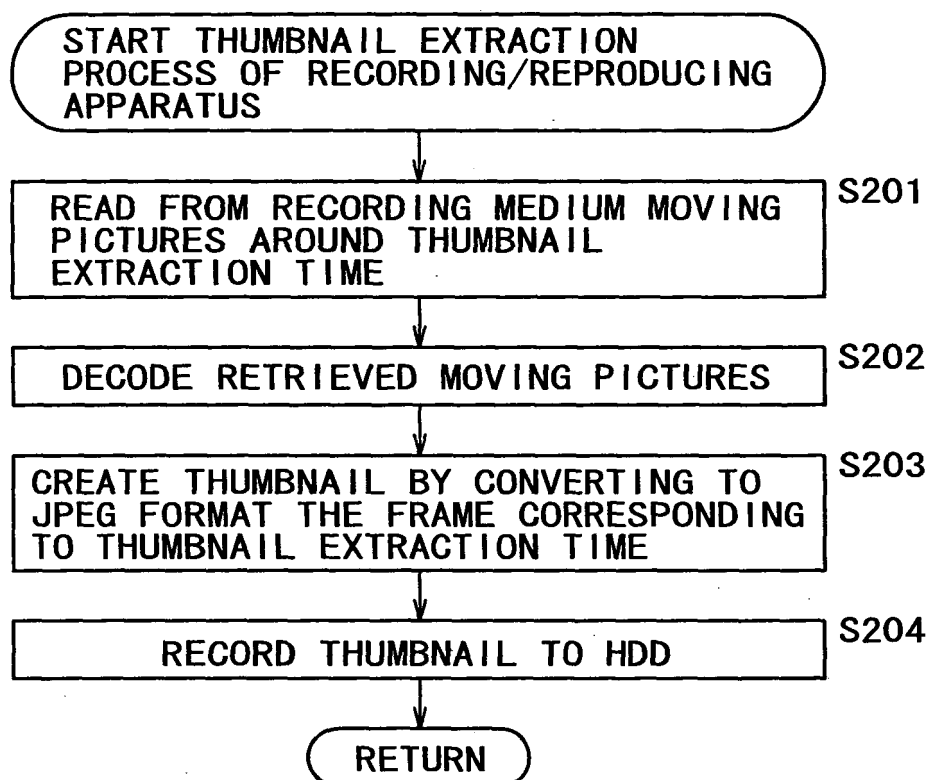 START THUMBNAIL EXTRACTION
PROCESS OF RECORDING/REPRODUCING
APPARATUS
S201
READ FROM RECORDING MEDIUM MOVING
PICTURES AROUND THUMBNAIL
EXTRACTION TIME
S202
DECODE RETRIEVED MOVING PICTURES
S203
CREATE THUMBNAIL BY CONVERTING TO
JPEG FORMAT THE FRAME CORRESPONDING
TO THUMBNAIL EXTRACTION TIME
S204
RECORD THUMBNAIL TO HDD
RETURN